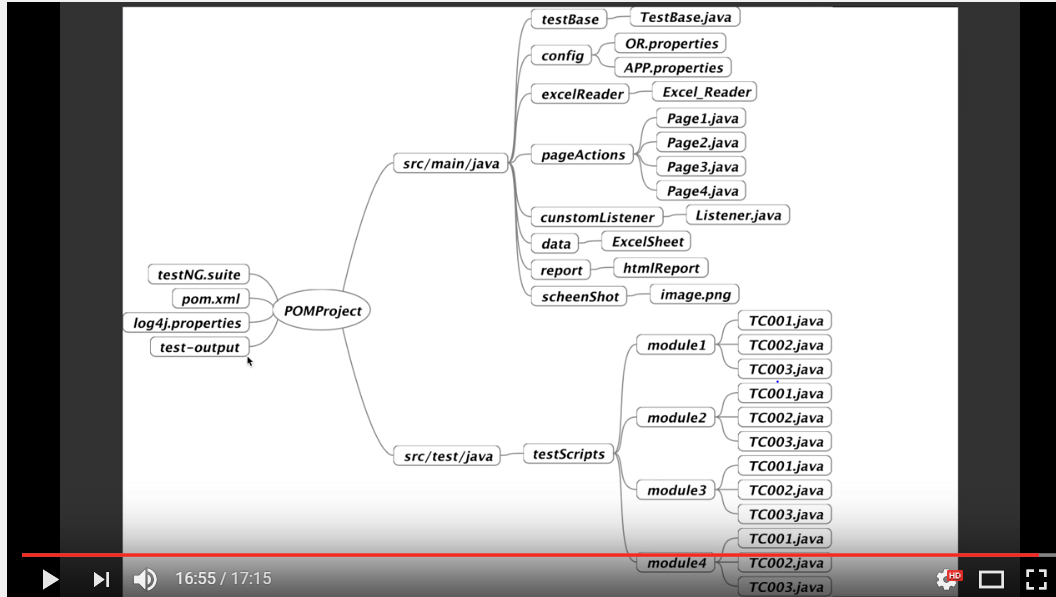 testBase
TestBase.java
config
OR.properties
APP.properties
excelReader
Excel_Reader
pageActions
Page1.java
Page2.java
Page3.java
Page4.java
src/main/java
cunstomListener
Listener.java
data
ExcelSheet
report
htmlReport
scheenShot
image.png
testNG.suite
pom.xml
log4j.properties
test-output
POMProject
src/test/java
testScripts
module1
TC001.java
TC002.java
TC003.java
module2
TC001.java
TC002.java
TC003.java
module3
TC001.java
TC002.java
TC003.java
module4
TC001.java
TC002.java
TC003.java
16:55 / 17:15
HD